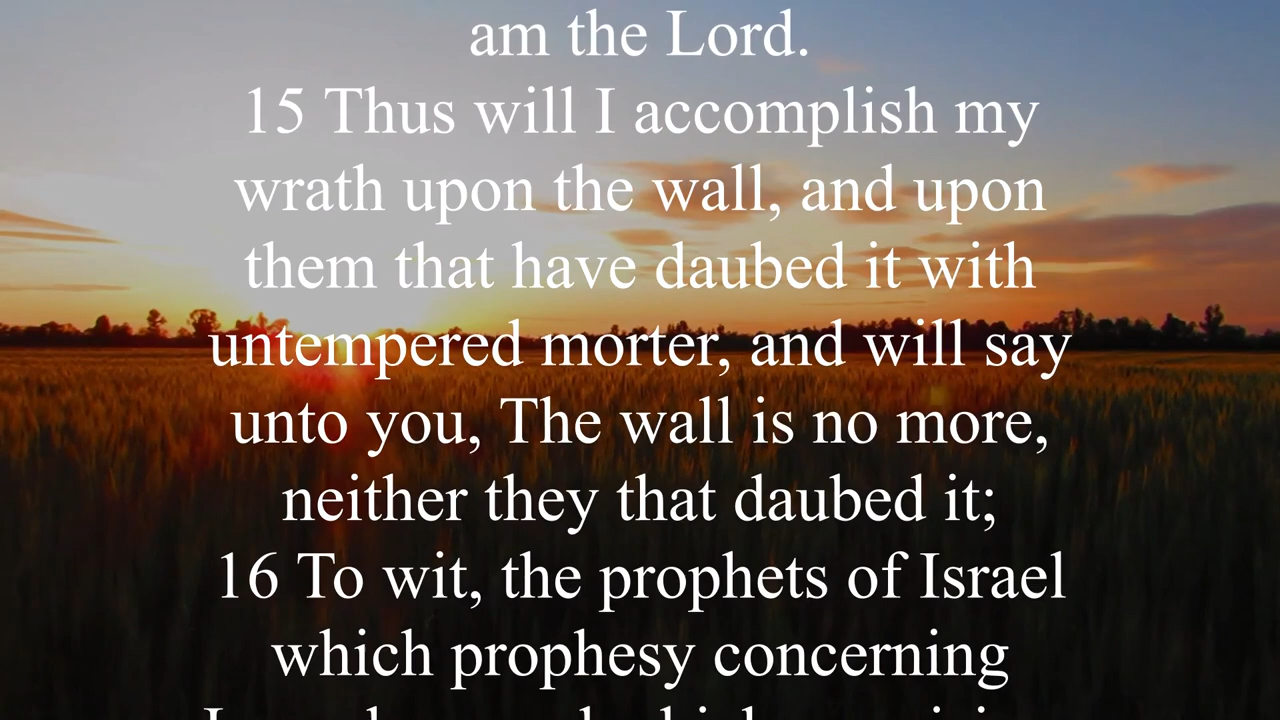 am the Lord.
15 Thus will I accomplish my
wrath upon the wall, and upon
them that have daubed it with
untempered morter, and will say
unto you, The wall is no more,
neither they that daubed it;
16 To wit, the prophets of Israel
which prophesy concerning